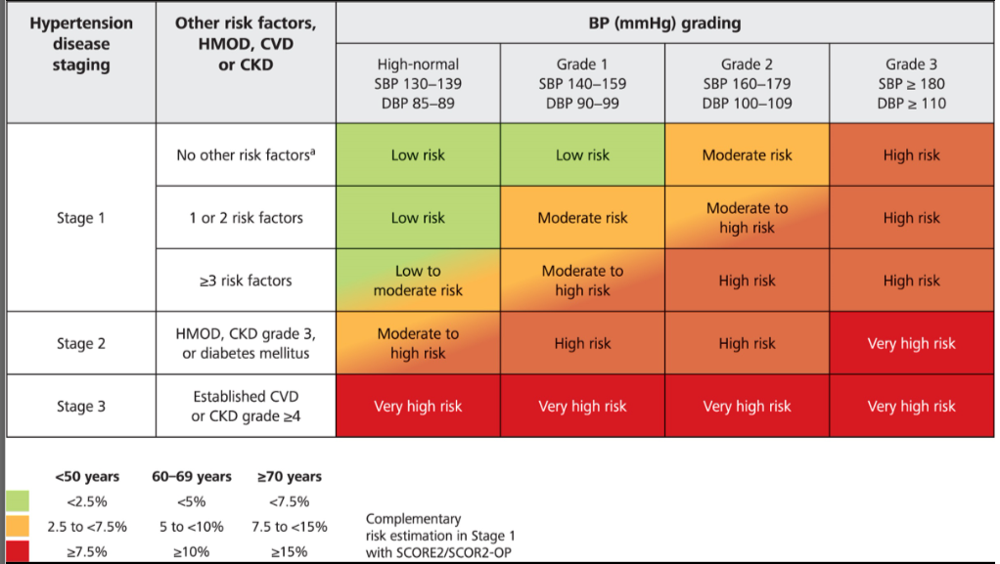 Hypertension
disease
staging
Other risk factors,
HMOD, CVD
or CKD
BP (mmHg) grading
High-normal
SBP 130–139
DBP 85–89
Grade 1
SBP 140–159
DBP 90–99
Grade 2
SBP 160–179
DBP 100–109
Grade 3
SBP ≥ 180
DBP ≥ 110
Stage 1
No other risk factorsᵃ
Low risk
Low risk
Moderate risk
High risk
1 or 2 risk factors
Low risk
Moderate risk
Moderate to
high risk
High risk
≥3 risk factors
Low to
moderate risk
Moderate to
high risk
High risk
High risk
Stage 2
HMOD, CKD grade 3,
or diabetes mellitus
Moderate to
high risk
High risk
High risk
Very high risk
Stage 3
Established CVD
or CKD grade ≥4
Very high risk
Very high risk
Very high risk
Very high risk
<50 years 60–69 years ≥70 years
<2.5% <5% <7.5%
2.5 to <7.5% 5 to <10% 7.5 to <15%
≥7.5% ≥10% ≥15%
Complementary
risk estimation in Stage 1
with SCORE2/SCOR2-OP